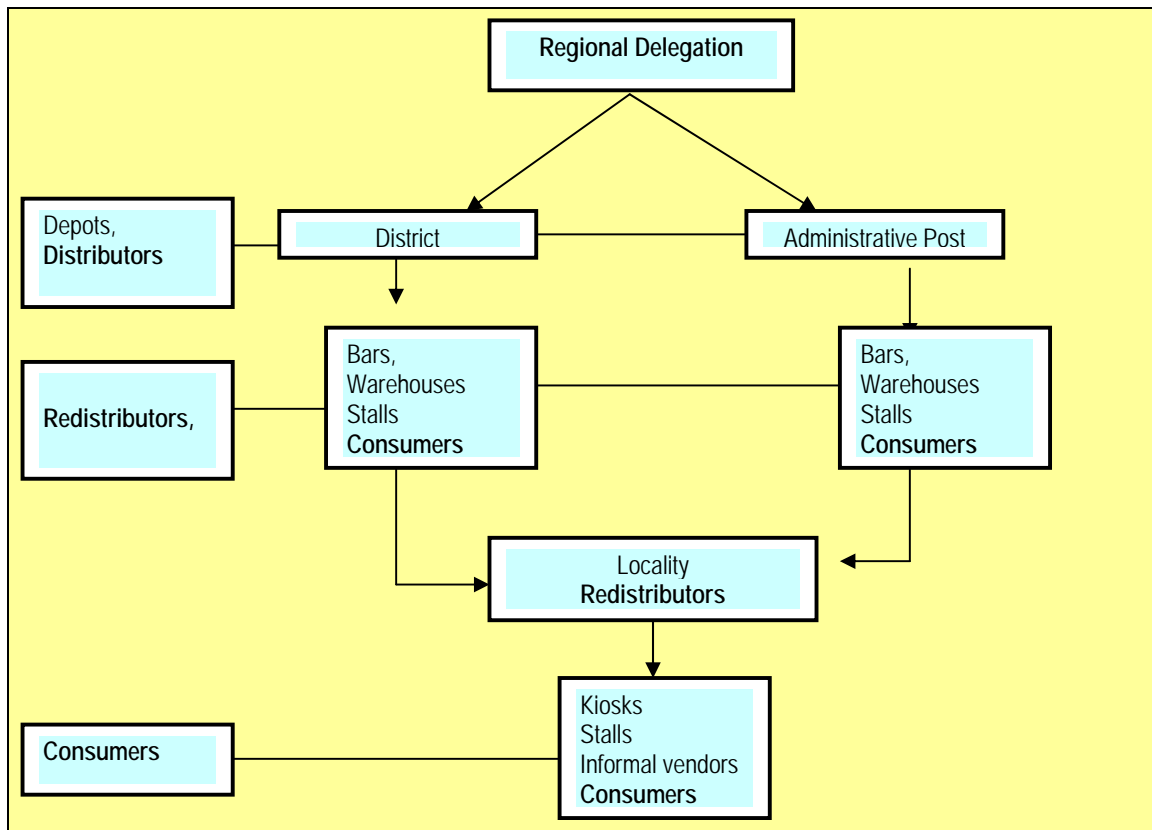 Regional Delegation
Depots,
Distributors
District
Administrative Post
Redistributors,
Bars,
Warehouses
Stalls
Consumers
Bars,
Warehouses
Stalls
Consumers
Locality
Redistributors
Consumers
Kiosks
Stalls
Informal vendors
Consumers